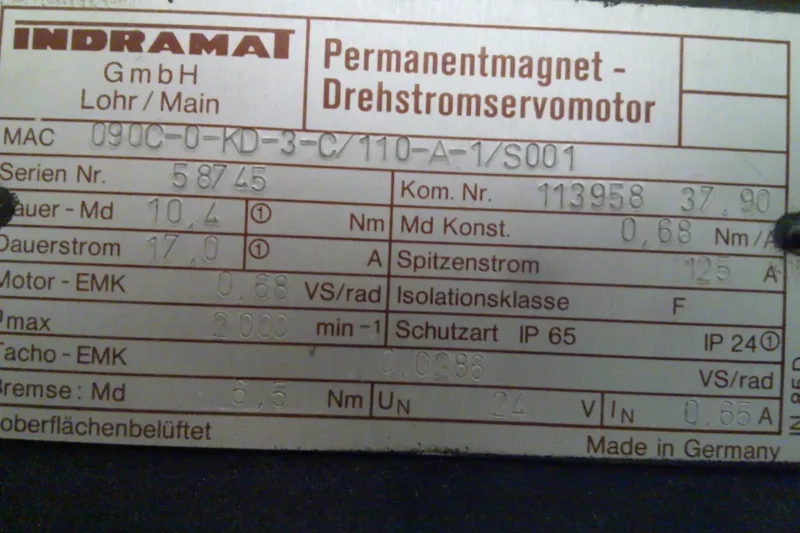 INDRAMAT
GmbH
Lohr / Main
Permanentmagnet -
Drehstromservomotor
MAC 090C-0-KD-3-C/110-A-1/S001
Serien Nr. 58745
Kom. Nr. 113958 37.90
auer - Md 10,4 ① Nm
Md Konst. 0,68 Nm/A
Dauerstrom 17,0 ① A
Spitzenstrom 125 A
Motor - EMK 0,68 VS/rad
Isolationsklasse F
max 2000 min -1
Schutzart IP 65 IP 24①
Tacho - EMK 0,0286 VS/rad
Bremse : Md 6,5 Nm
UN 24 V
IN 0,65 A
oberflächenbelüftet
Made in Germany
IN 85 D